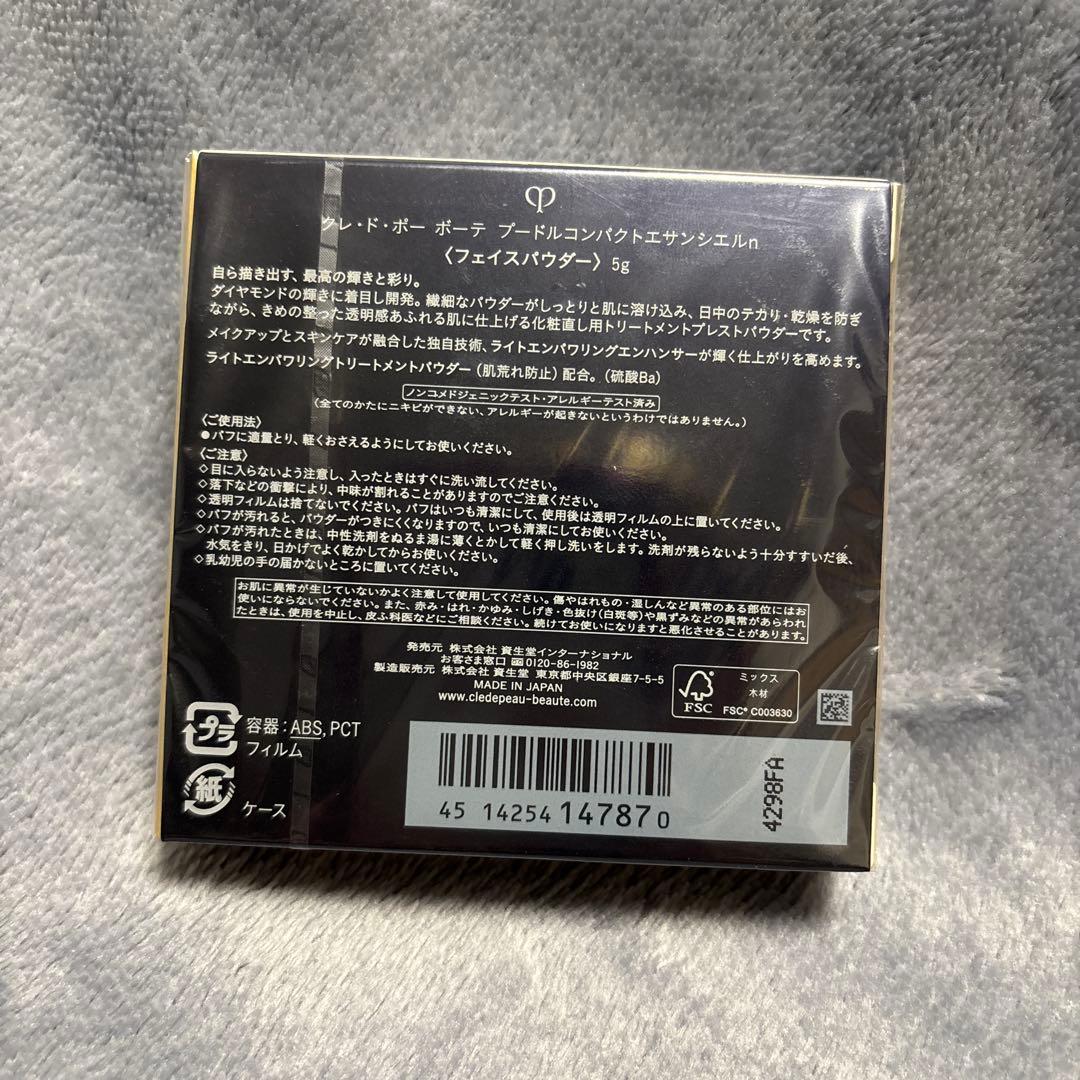 クレ・ド・ポー ボーテ プードルコンパクトエサンシエルn
〈フェイスパウダー〉5g
自ら描き出す、最高の輝きと彩り。
ダイヤモンドの輝きに着目し開発。繊細なパウダーがしっとりと肌に溶け込み、日中のテカリ・乾燥を防ぎ
ながら、きめの整った透明感あふれる肌に仕上げる化粧直し用トリートメントプレストパウダーです。
メイクアップとスキンケアが融合した独自技術、ライトエンパワリングエンハンサーが輝く仕上がりを高めます。
ライトエンパワリングトリートメントパウダー（肌荒れ防止）配合。（硫酸Ba）
ノンコメドジェニックテスト・アレルギーテスト済み
（全てのかたにニキビができない、アレルギーが起きないというわけではありません。）
〈ご使用法〉
●パフに適量とり、軽くおさえるようにしてお使いください。
〈ご注意〉
◇目に入らないよう注意し、入ったときはすぐに洗い流してください。
◇落下などの衝撃により、中味が割れることがありますのでご注意ください。
◇透明フィルムは捨てないでください。パフはいつも清潔にして、使用後は透明フィルムの上に置いてください。
◇パフが汚れると、パウダーがつきにくくなりますので、いつも清潔にしてお使いください。
◇パフが汚れたときは、中性洗剤をぬるま湯に薄くとかして軽く押し洗いをします。洗剤が残らないよう十分すすいだ後、
水気をきり、日かげでよく乾かしてからお使いください。
◇乳幼児の手の届かないところに置いてください。
お肌に異常が生じていないかよく注意して使用してください。傷やはれもの・湿しんなど異常のある部位にはお
使いにならないでください。また、赤み・はれ・かゆみ・しげき・色抜け(白斑等)や黒ずみなどの異常があらわれ
たときは、使用を中止し、皮ふ科医などにご相談ください。続けてお使いになりますと悪化させることがあります。
発売元 株式会社 資生堂インターナショナル
お客さま窓口 0120-86-1982
製造販売元 株式会社 資生堂 東京都中央区銀座7-5-5
MADE IN JAPAN
www.cledepeau-beaute.com
FSC
ミックス
木材
FSC® C003630
プラ
容器：ABS, PCT
フィルム
紙
ケース
45 14254 14787 0
4298FA